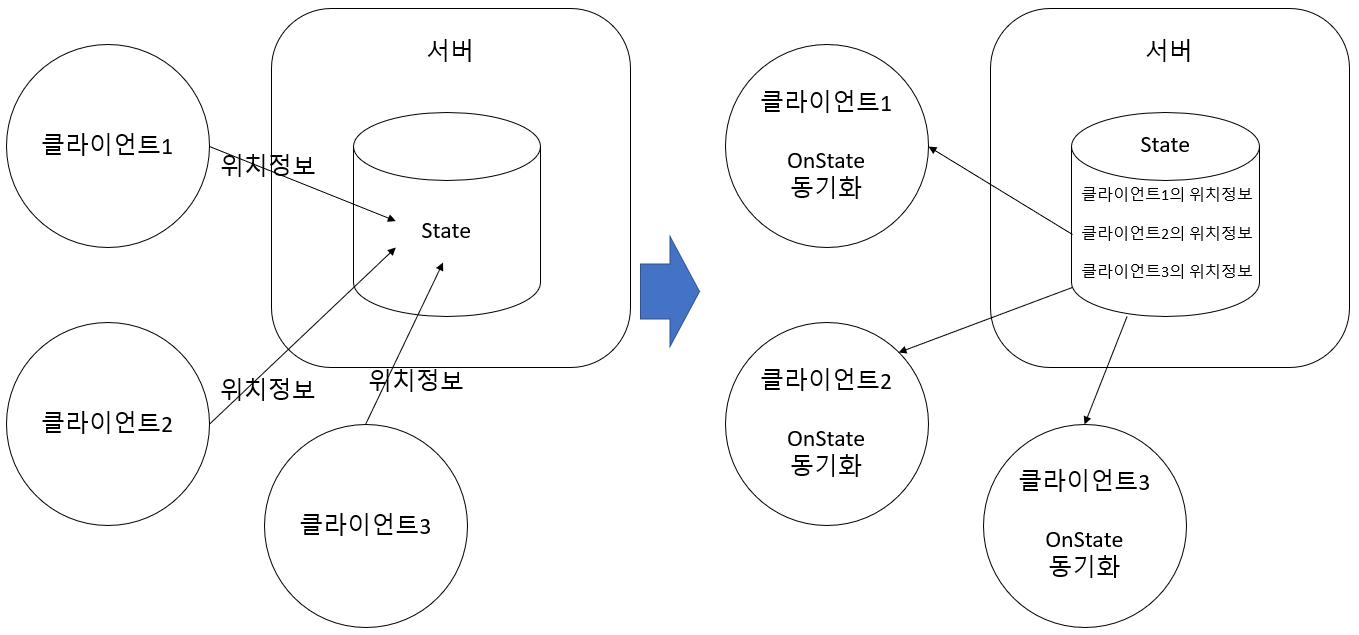 서버
클라이언트1
위치정보
State
위치정보
위치정보
클라이언트2
클라이언트3
서버
클라이언트1
OnState
동기화
State
클라이언트1의 위치정보
클라이언트2의 위치정보
클라이언트3의 위치정보
클라이언트2
OnState
동기화
클라이언트3
OnState
동기화